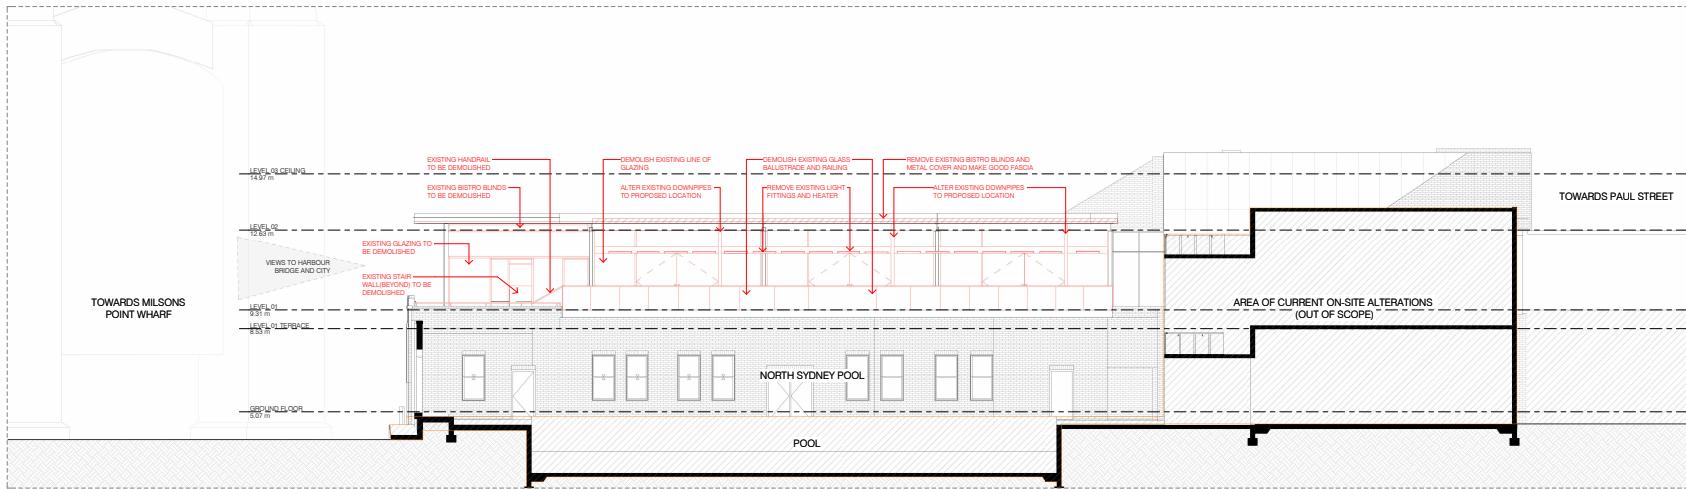 EXISTING HANDRAIL
TO BE DEMOLISHED
DEMOLISH EXISTING LINE OF
GLAZING
DEMOLISH EXISTING GLASS
BALUSTRADE AND RAILING
REMOVE EXISTING BISTRO BLINDS AND
METAL COVER AND MAKE GOOD FASCIA
LEVEL 03 CEILING
14.97 m
EXISTING BISTRO BLINDS
TO BE DEMOLISHED
ALTER EXISTING DOWNPIPES
TO PROPOSED LOCATION
REMOVE EXISTING LIGHT
FITTINGS AND HEATER
ALTER EXISTING DOWNPIPES
TO PROPOSED LOCATION
TOWARDS PAUL STREET
LEVEL 02
12.63 m
EXISTING GLAZING TO
BE DEMOLISHED
VIEWS TO HARBOUR
BRIDGE AND CITY
EXISTING STAIR
WALL(BEYOND) TO BE
DEMOLISHED
TOWARDS MILSONS
POINT WHARF
AREA OF CURRENT ON-SITE ALTERATIONS
(OUT OF SCOPE)
LEVEL 01
9.31 m
LEVEL 01 TERRACE
8.53 m
NORTH SYDNEY POOL
GROUND FLOOR
5.07 m
POOL